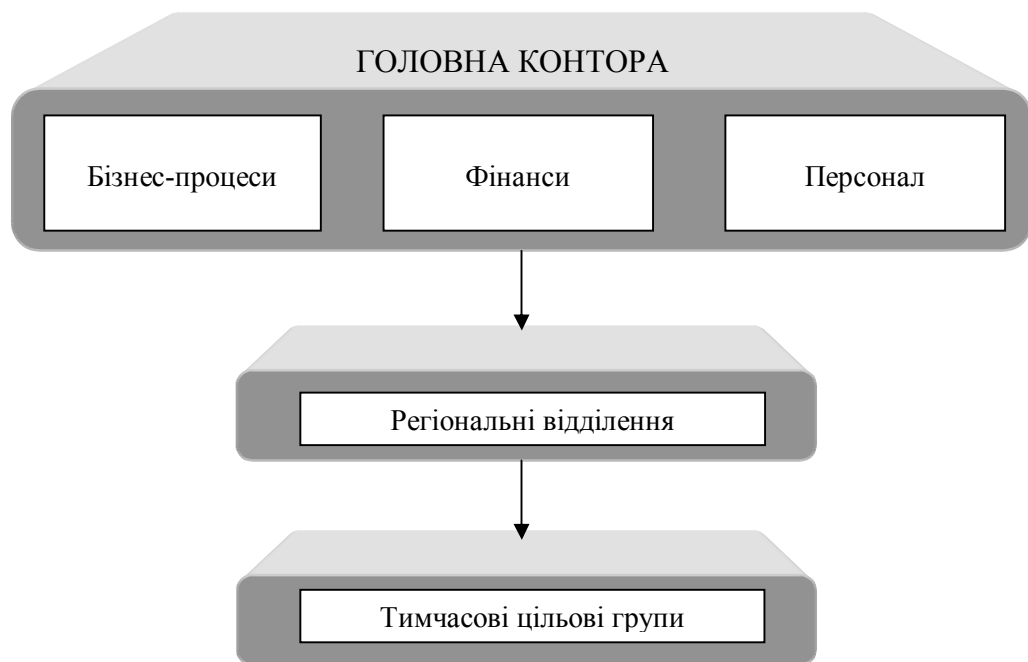 ГОЛОВНА КОНТОРА
Бізнес-процеси
Фінанси
Персонал
Регіональні відділення
Тимчасові цільові групи